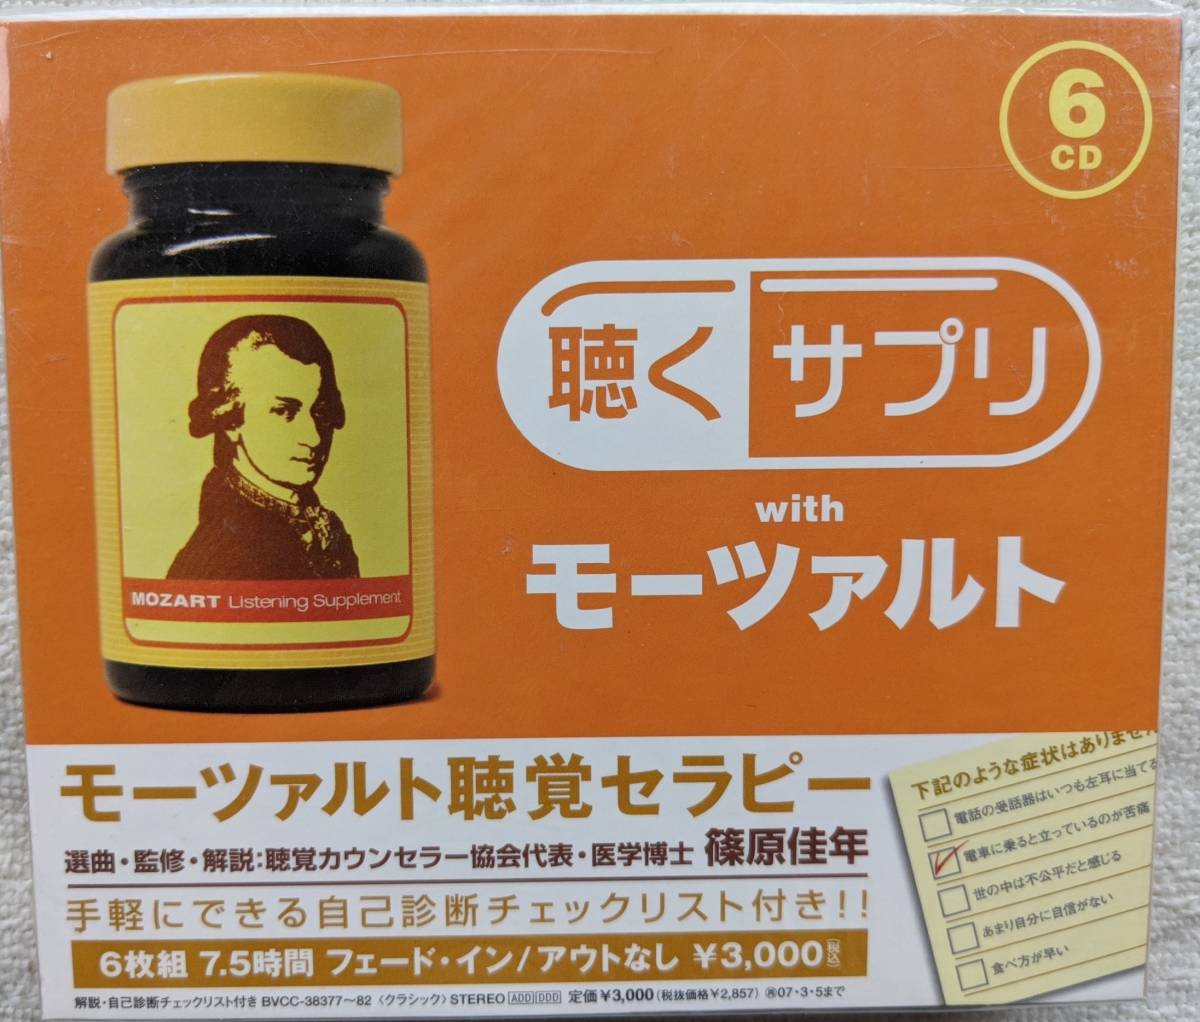 6
CD
聴くサプリ
with
モーツァルト
MOZART Listening Supplement
モーツァルト聴覚セラピー
選曲・監修・解説:聴覚カウンセラー協会代表・医学博士 篠原佳年
手軽にできる自己診断チェックリスト付き!!
6枚組 7.5時間 フェード・イン/アウトなし ¥3,000(税込)
解説・自己診断チェックリスト付き BVCC-38377〜82 〈クラシック〉 STEREO ADD DDD 定価¥3,000(税抜価格¥2,857) 07・3・5まで
下記のような症状はありませ
電話の受話器はいつも左耳に当てる
電車に乗ると立っているのが苦痛
世の中は不公平だと感じる
あまり自分に自信がない
食べ方が早い